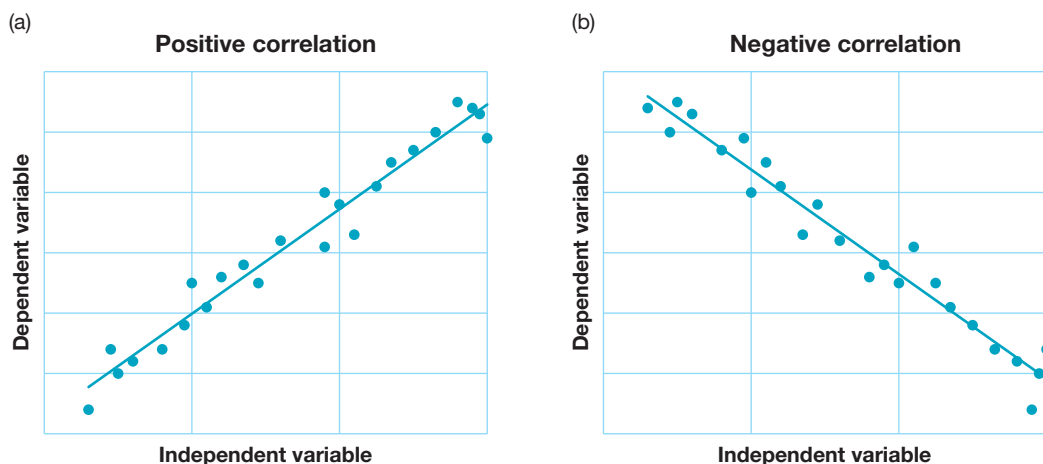 (a)
Positive correlation
Dependent variable
Independent variable
(b)
Negative correlation
Dependent variable
Independent variable